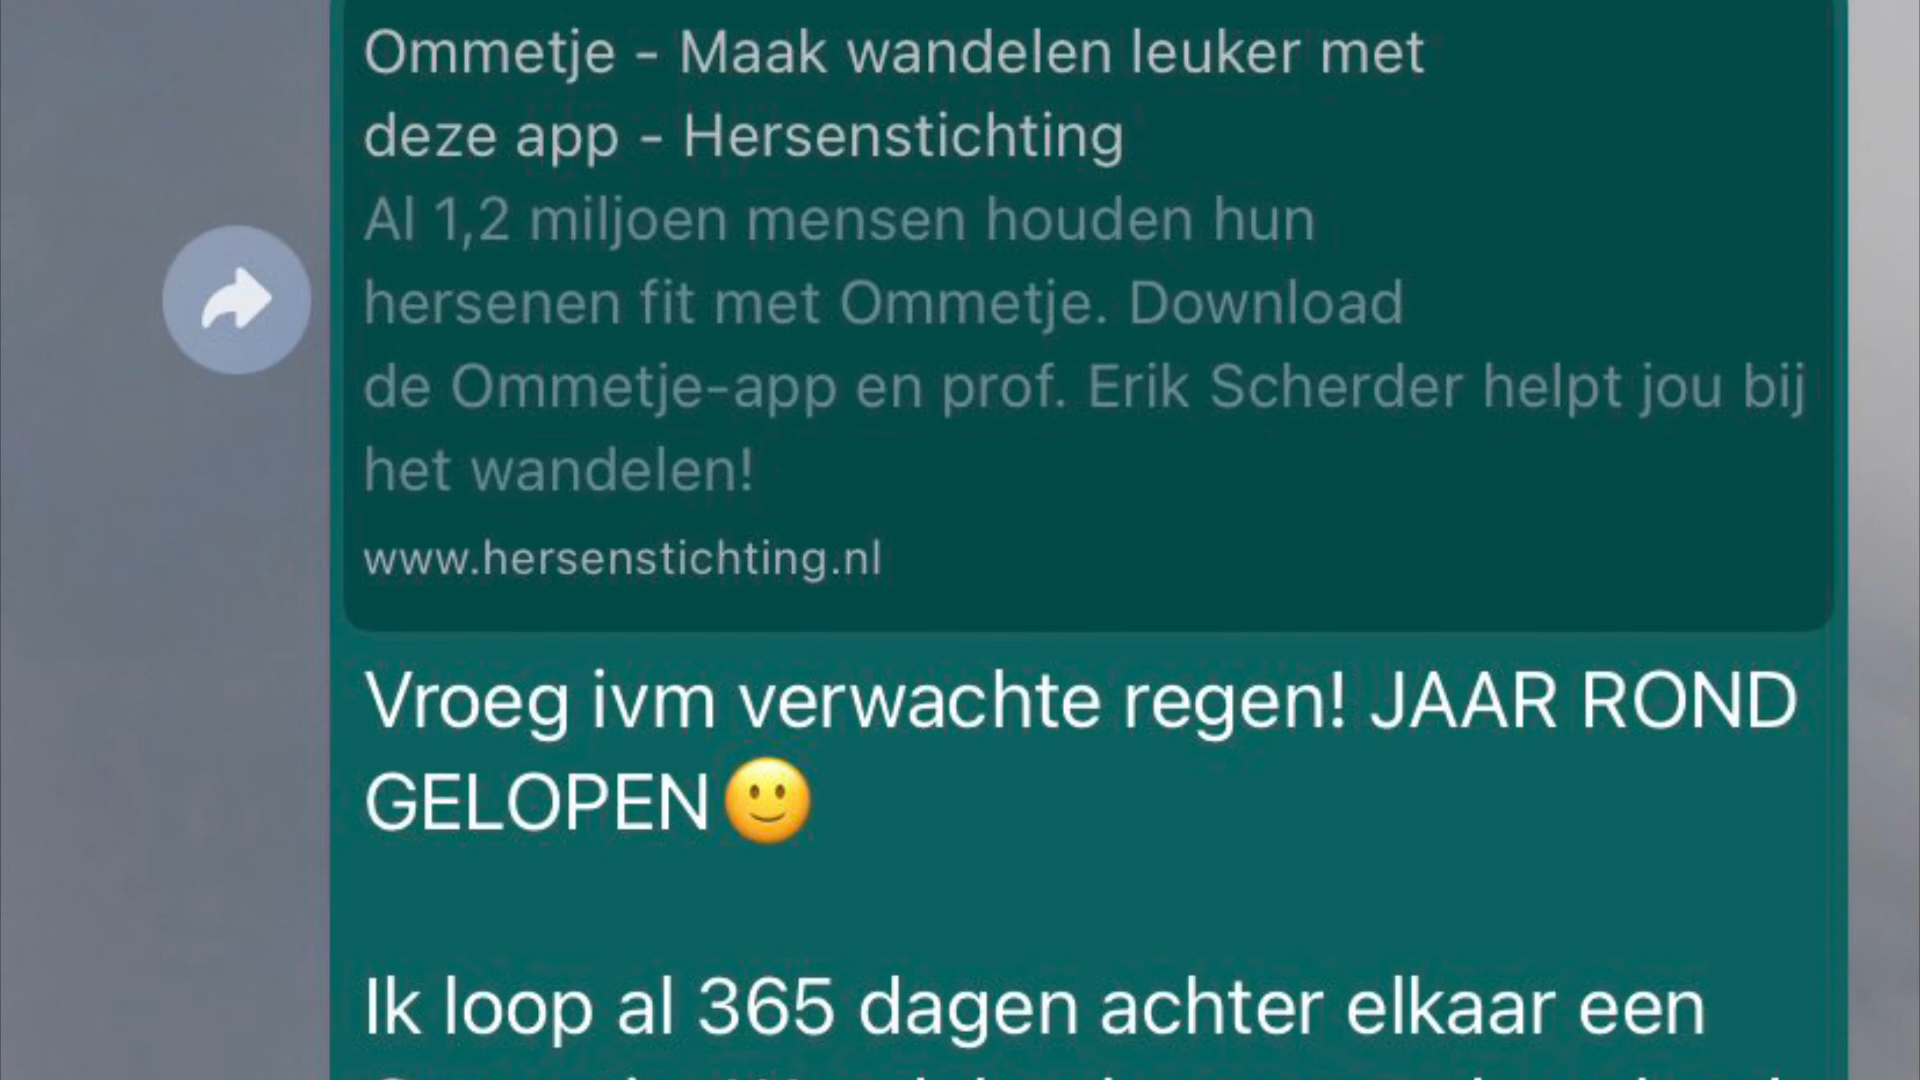 Ommetje - Maak wandelen leuker met
deze app - Hersenstichting
Al 1,2 miljoen mensen houden hun
hersenen fit met Ommetje. Download
de Ommetje-app en prof. Erik Scherder helpt jou bij
het wandelen!
www.hersenstichting.nl
Vroeg ivm verwachte regen! JAAR ROND
GELOPEN🙂
Ik loop al 365 dagen achter elkaar een